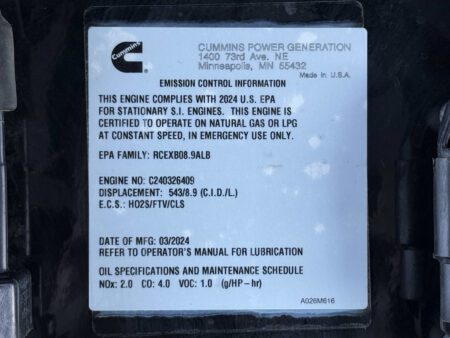 Cummins
CUMMINS POWER GENERATION
1400 73rd Ave. NE
Minneapolis, MN 55432
Made in U.S.A.
EMISSION CONTROL INFORMATION
THIS ENGINE COMPLIES WITH 2024 U.S. EPA
FOR STATIONARY S.I. ENGINES. THIS ENGINE IS
CERTIFIED TO OPERATE ON NATURAL GAS OR LPG
AT CONSTANT SPEED, IN EMERGENCY USE ONLY.
EPA FAMILY: RCEXB08.9ALB
ENGINE NO: C240326409
DISPLACEMENT: 543/8.9 (C.I.D./L.)
E.C.S.: HO2S/FTV/CLS
DATE OF MFG: 03/2024
REFER TO OPERATOR'S MANUAL FOR LUBRICATION
OIL SPECIFICATIONS AND MAINTENANCE SCHEDULE
NOx: 2.0 CO: 4.0 VOC: 1.0 (g/HP-hr)
A026M616